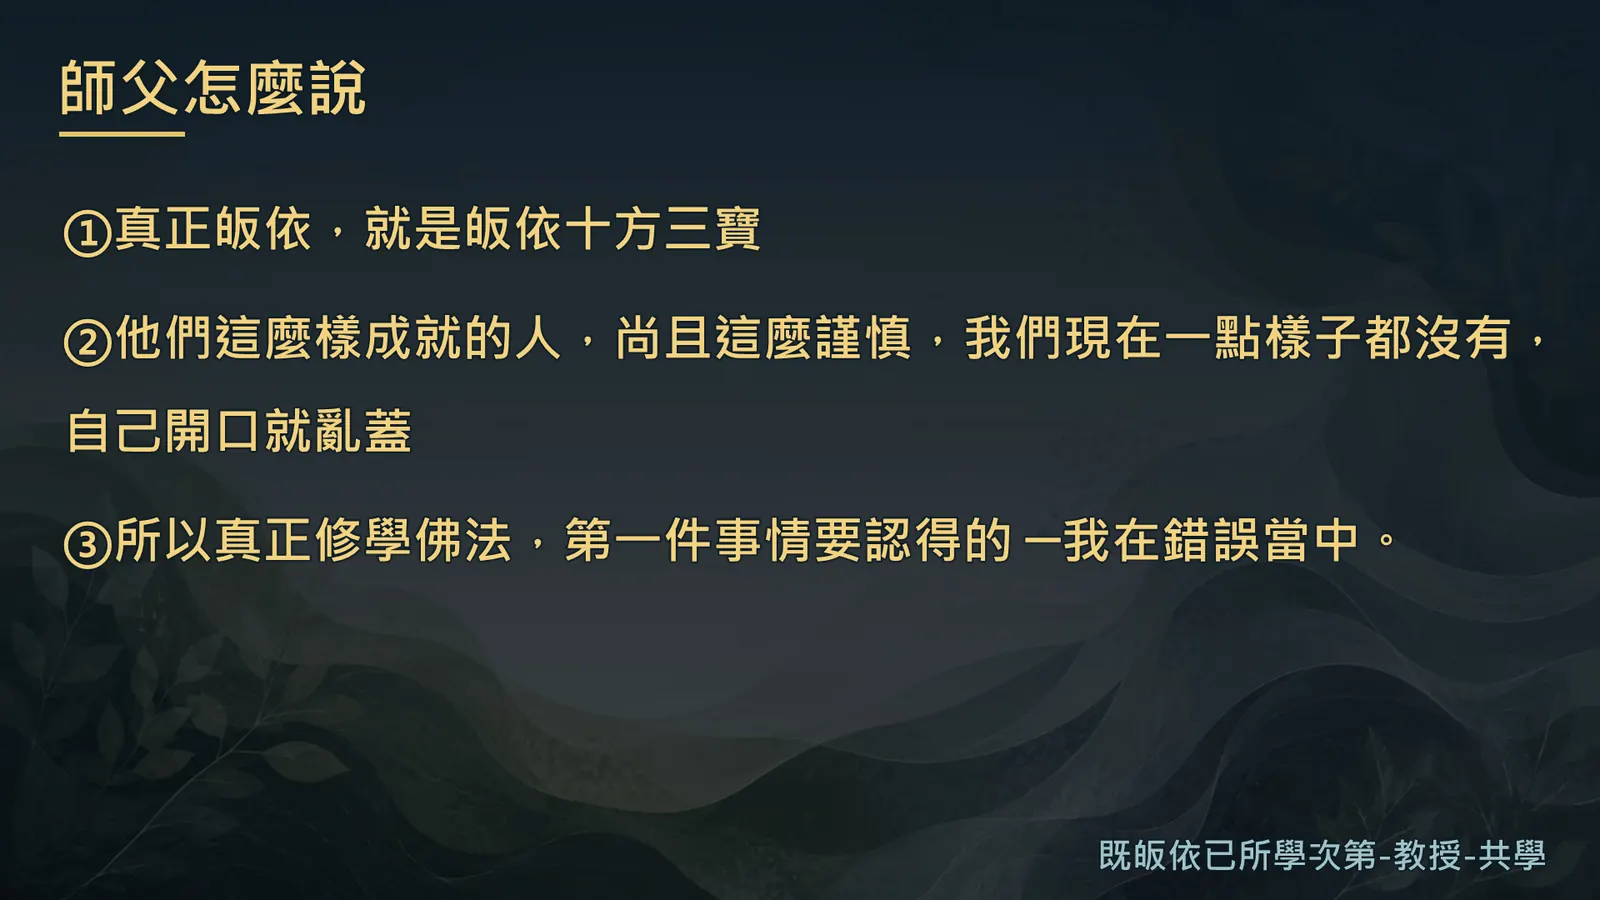 師父怎麼說
①真正皈依，就是皈依十方三寶
②他們這麼樣成就的人，尚且這麼謹慎，我們現在一點樣子都沒有，
自己開口就亂蓋
③所以真正修學佛法，第一件事情要認得的 —我在錯誤當中。
既皈依已所學次第-教授-共學